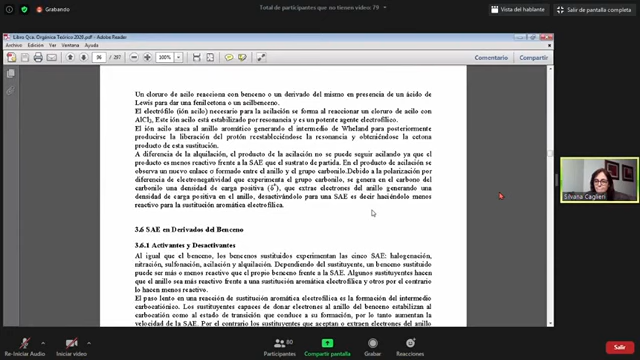 Grabando
Total de participantes que no tienen video: 79
Vista del hablante
Salir de pantalla completa
Libro Qca. Orgánica Teórico 2020.pdf - Adobe Reader
Archivo Edición Ver Ventana Ayuda
36 / 297
100%
Comentario
Compartir
Un cloruro de acilo reacciona con benceno o un derivado del mismo en presencia de un ácido de
Lewis para dar una fenilcetona o un acilbenceno.
El electrófilo (ión acilo) necesario para la acilación se forma al reaccionar un cloruro de acilo con
AlCl3, Este ión acilo está estabilizado por resonancia y es un potente agente electrofílico.
El ión acilo ataca al anillo aromático generando el intermedio de Wheland para posteriormente
producirse la liberación del protón reestableciéndose la resonancia y obteniéndose la cetona
producto de esta sustitución.
A diferencia de la alquilación, el producto de la acilación no se puede seguir acilando ya que el
producto es menos reactivo frente a la SAE que el sustrato de partida. En el producto de acilación se
observa un nuevo enlace σ formado entre el anillo y el grupo carbonilo.Debido a la polarización por
diferencia de electronegatividad que experimenta el grupo carbonilo, se genera en el carbono del
carbonilo una densidad de carga positiva (δ+), que extrae electrones del anillo generando una
densidad de carga positiva en el anillo, desactivándolo para una SAE es decir haciéndolo menos
reactivo para la sustitución aromática electrofílica.
3.6 SAE en Derivados del Benceno
3.6.1 Activantes y Desactivantes
Al igual que el benceno, los bencenos sustituidos experimentan las cinco SAE: halogenación,
nitración, sulfonación, acilación y alquilación. Dependiendo del sustituyente, un benceno sustituido
puede ser más o menos reactivo que el propio benceno frente a la SAE. Algunos sustituyentes hacen
que el anillo sea más reactivo frente a una sustitución aromática electrofílica y otros por el contrario
lo hacen menos reactivo.
El paso lento en una reacción de sustitución aromática electrofílica es la formación del intermedio
carbocatiónico. Los sustituyentes capaces de donar electrones al anillo del benceno estabilizan al
carbocatión como al estado de transición que conduce a su formación, por lo tanto aumentan la
velocidad de la SAE. Por el contrario los sustituyentes que aceptan o extraen electrones del anillo
Silvana Caglieri
Re-Iniciar Audio
Iniciar video
80
Participantes
Compartir pantalla
Grabar
Reacciones
Salir